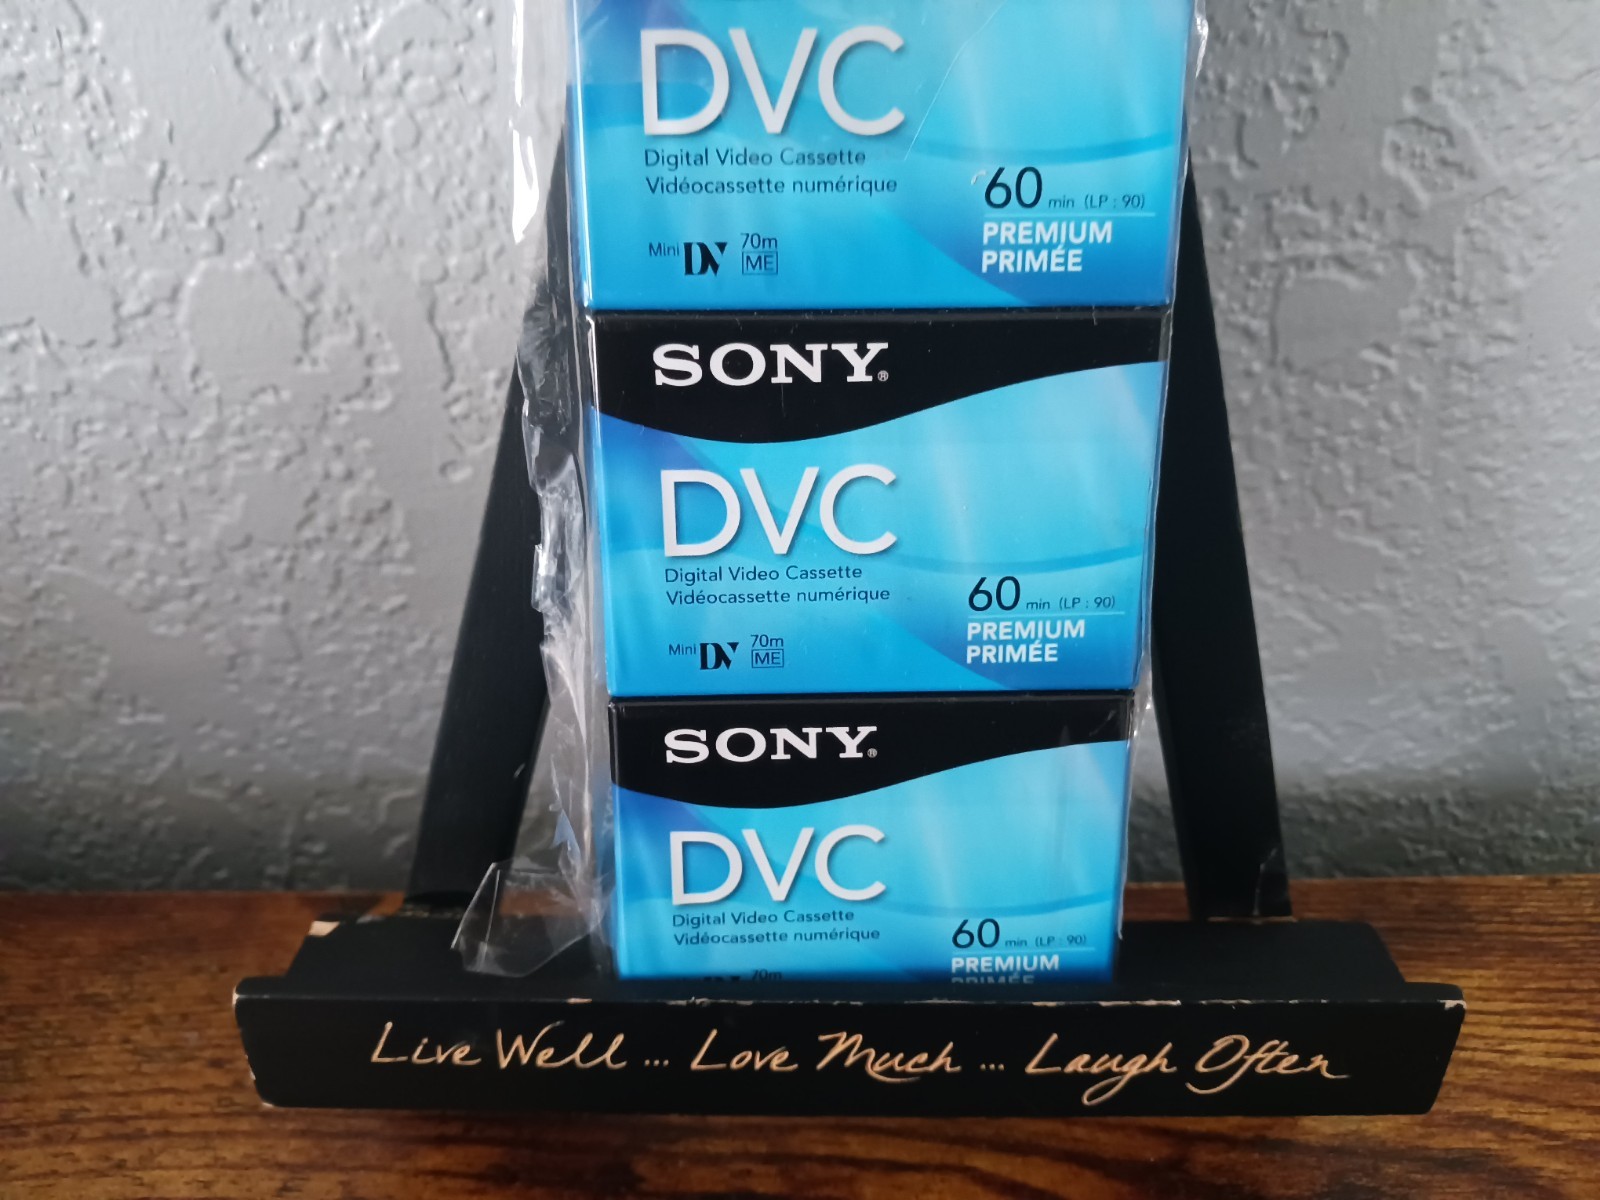 DVC
Digital Video Cassette
Vidéocassette numérique
60 min (LP : 90)
PREMIUM
PRIMÉE
Mini DV 70m
ME
SONY®
DVC
Digital Video Cassette
Vidéocassette numérique
60 min (LP : 90)
PREMIUM
PRIMÉE
Mini DV 70m
ME
SONY®
DVC
Digital Video Cassette
Vidéocassette numérique
60 min (LP : 90)
PREMIUM
PRIMÉE
70m
Live Well ... Love Much ... Laugh Often